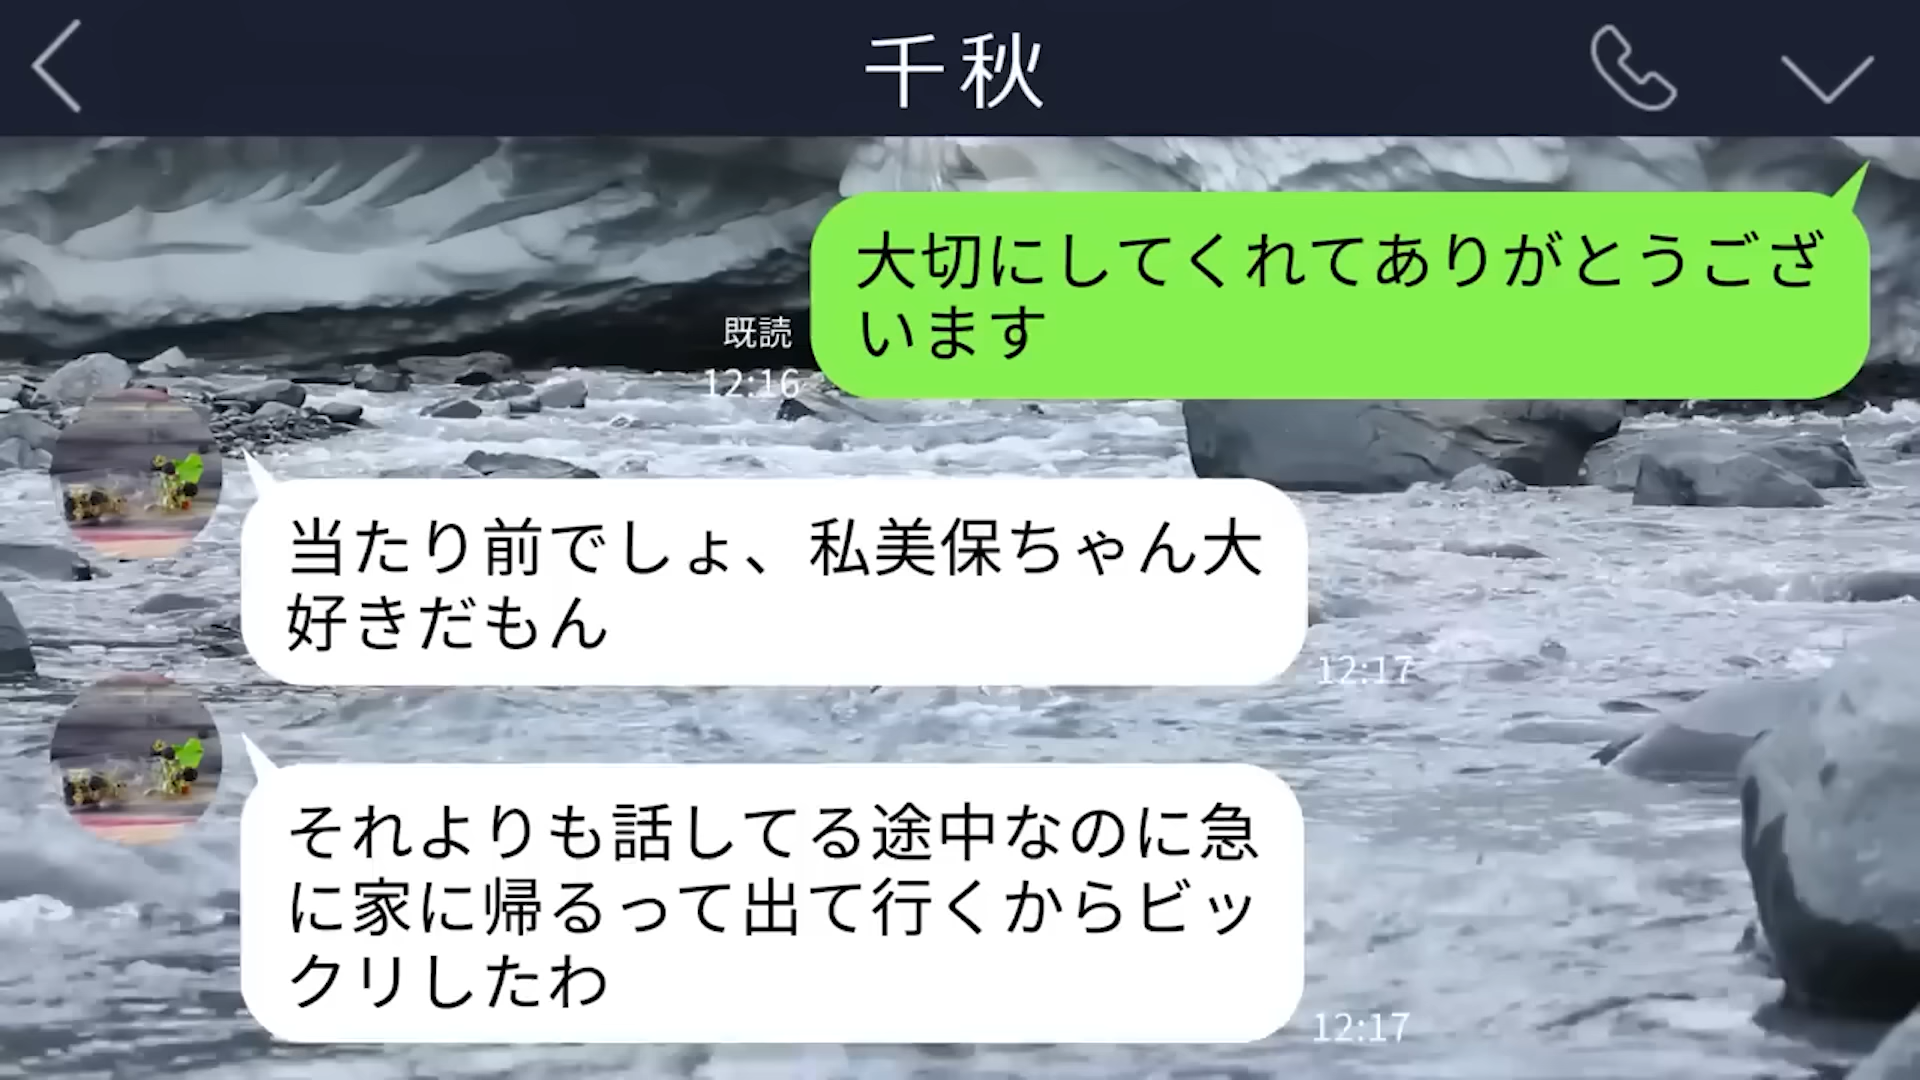 千秋
大切にしてくれてありがとうござ
います
既読
12:16
当たり前でしょ、私美保ちゃん大
好きだもん
12:17
それよりも話してる途中なのに急
に家に帰るって出て行くからビッ
クリしたわ
12:17